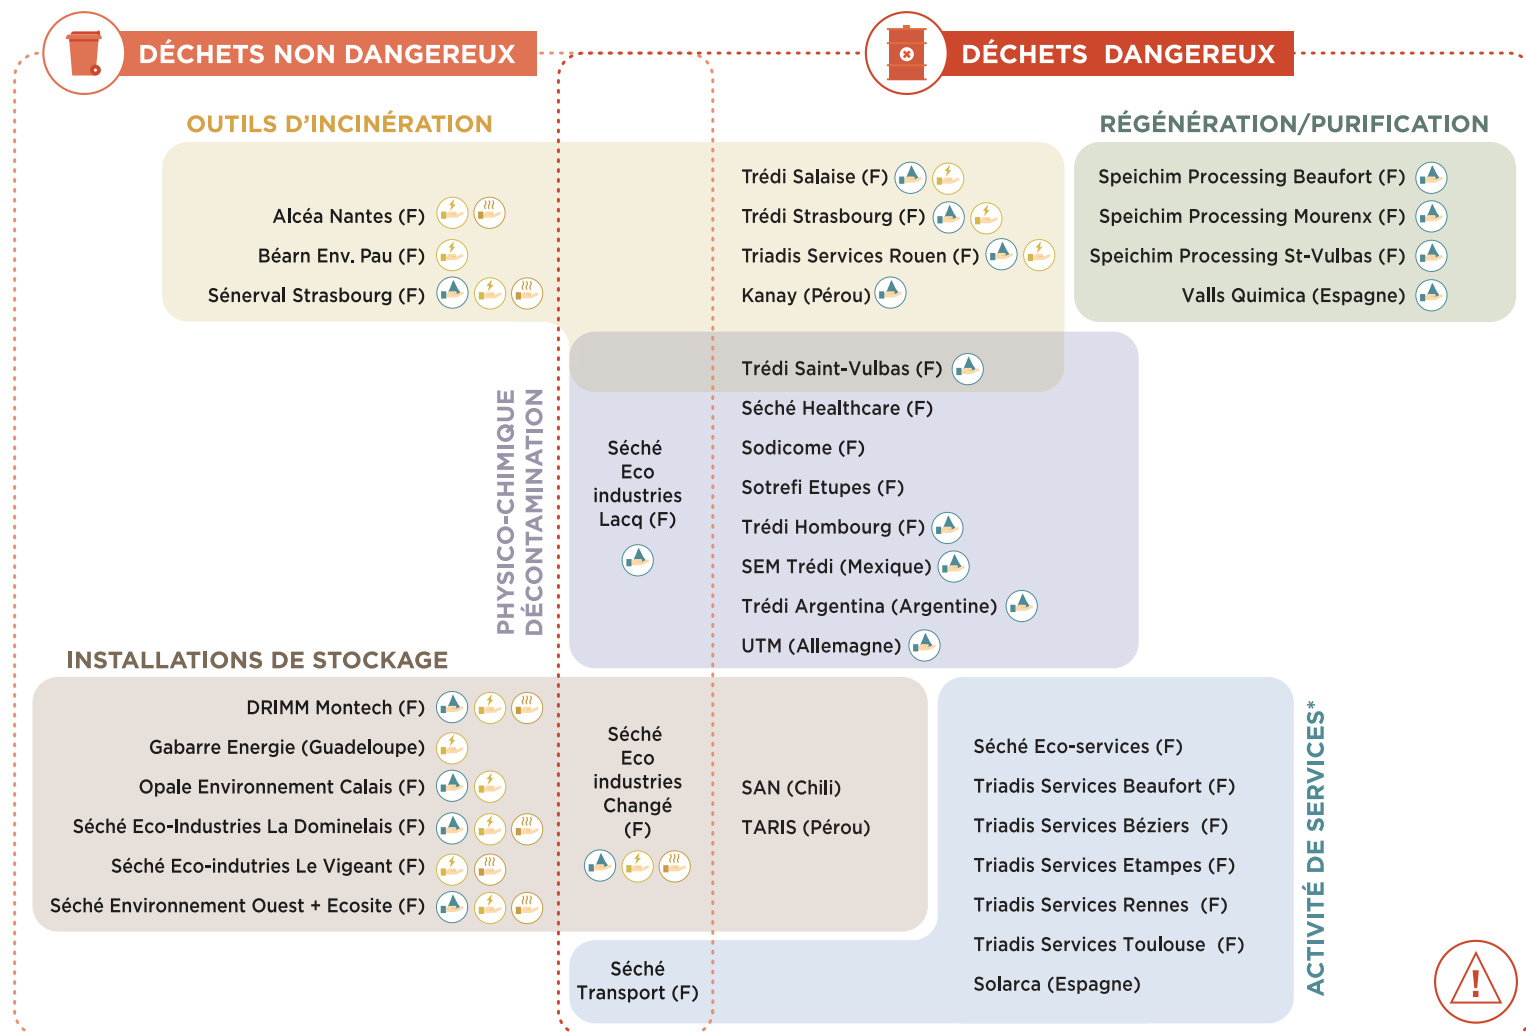 DÉCHETS NON DANGEREUX
DÉCHETS DANGEREUX
OUTILS D’INCINÉRATION
Alcéa Nantes (F)
Béarn Env. Pau (F)
Sénerval Strasbourg (F)
Trédi Salaise (F)
Trédi Strasbourg (F)
Triadis Services Rouen (F)
Kanay (Pérou)
RÉGÉNÉRATION/PURIFICATION
Speichim Processing Beaufort (F)
Speichim Processing Mourenx (F)
Speichim Processing St-Vulbas (F)
Valls Quimica (Espagne)
PHYSICO-CHIMIQUE
DÉCONTAMINATION
Séché
Eco
industries
Lacq (F)
Trédi Saint-Vulbas (F)
Séché Healthcare (F)
Sodicome (F)
Sotrefi Etupes (F)
Trédi Hombourg (F)
SEM Trédi (Mexique)
Trédi Argentina (Argentine)
UTM (Allemagne)
INSTALLATIONS DE STOCKAGE
DRIMM Montech (F)
Gabarre Energie (Guadeloupe)
Opale Environnement Calais (F)
Séché Eco-Industries La Dominelais (F)
Séché Eco-indutries Le Vigeant (F)
Séché Environnement Ouest + Ecosite (F)
Séché
Eco
industries
Changé
(F)
SAN (Chili)
TARIS (Pérou)
Séché
Transport (F)
Séché Eco-services (F)
Triadis Services Beaufort (F)
Triadis Services Béziers (F)
Triadis Services Etampes (F)
Triadis Services Rennes (F)
Triadis Services Toulouse (F)
Solarca (Espagne)
ACTIVITÉ DE SERVICES*
!